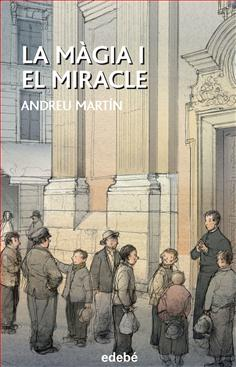 LA MÀGIA I
EL MIRACLE
ANDREU MARTÍN
edebé